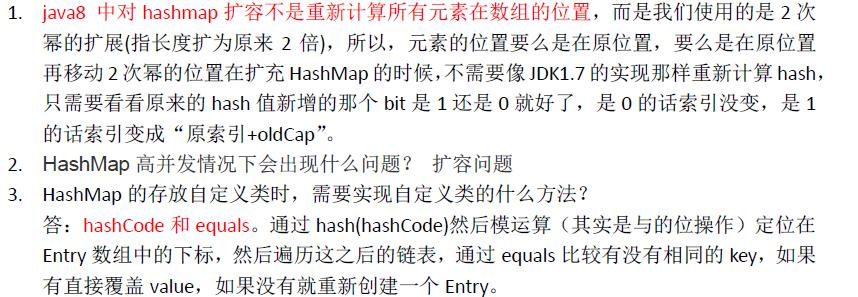 1. java8 中对 hashmap 扩容不是重新计算所有元素在数组的位置，而是我们使用的是 2 次
幂的扩展(指长度扩为原来 2 倍)，所以，元素的位置要么是在原位置，要么是在原位置
再移动 2 次幂的位置在扩充 HashMap 的时候，不需要像 JDK1.7 的实现那样重新计算 hash，
只需要看看原来的 hash 值新增的那个 bit 是 1 还是 0 就好了，是 0 的话索引没变，是 1
的话索引变成“原索引+oldCap”。
2. HashMap 高并发情况下会出现什么问题？ 扩容问题
3. HashMap 的存放自定义类时，需要实现自定义类的什么方法？
答：hashCode 和 equals。通过 hash(hashCode)然后模运算（其实是与的位操作）定位在
Entry 数组中的下标，然后遍历这之后的链表，通过 equals 比较有没有相同的 key，如果
有直接覆盖 value，如果没有就重新创建一个 Entry。